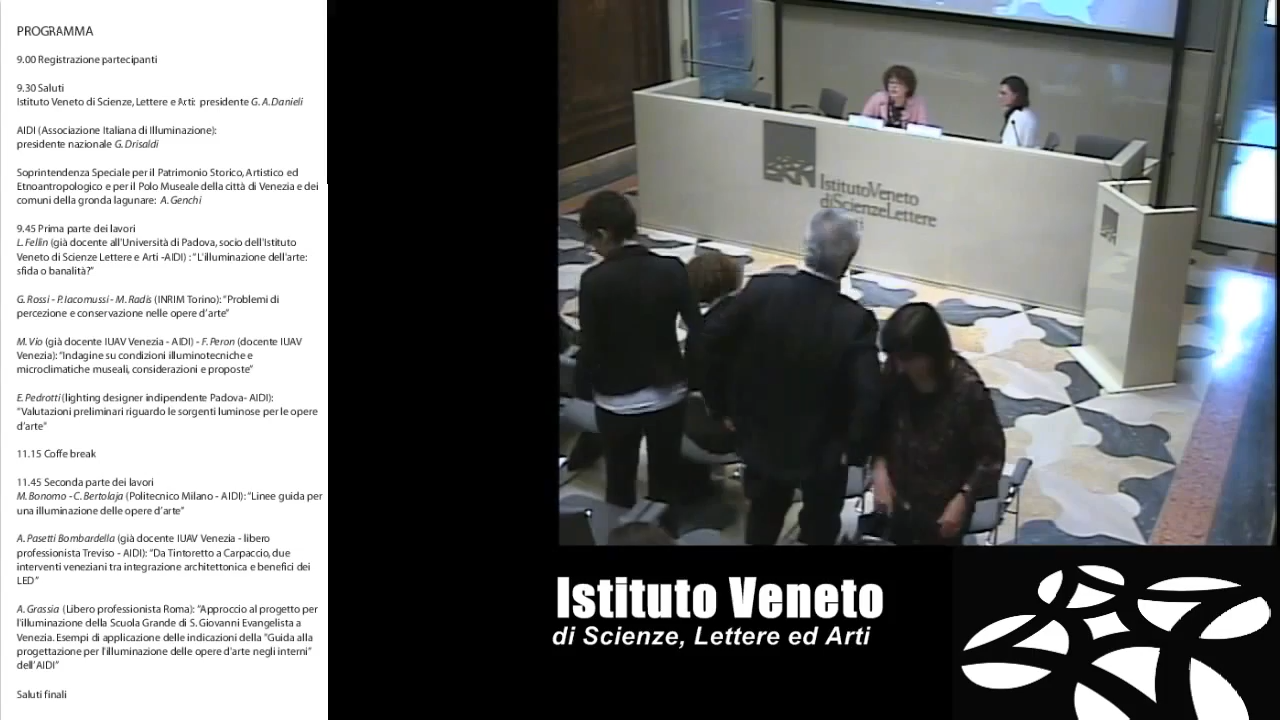 PROGRAMMA
9.00 Registrazione partecipanti
9.30 Saluti
Istituto Veneto di Scienze, Lettere e Arti: presidente G. A. Danieli
AIDI (Associazione Italiana di Illuminazione):
presidente nazionale G. Drisaldi
Soprintendenza Speciale per il Patrimonio Storico, Artistico ed
Etnoantropologico e per il Polo Museale della città di Venezia e dei
comuni della gronda lagunare: A. Genchi
9.45 Prima parte dei lavori
L. Fellin (già docente all'Università di Padova, socio dell'Istituto
Veneto di Scienze Lettere e Arti -AIDI) : "L'illuminazione dell'arte:
sfida o banalità?"
G. Rossi - P. Iacomussi - M. Radis (INRIM Torino): "Problemi di
percezione e conservazione nelle opere d'arte"
M. Vio (già docente IUAV Venezia - AIDI) - F. Peron (docente IUAV
Venezia): "Indagine su condizioni illuminotecniche e
microclimatiche museali, considerazioni e proposte"
E. Pedrotti (lighting designer indipendente Padova- AIDI):
"Valutazioni preliminari riguardo le sorgenti luminose per le opere
d'arte"
11.15 Coffe break
11.45 Seconda parte dei lavori
M. Bonomo - C. Bertolaja (Politecnico Milano - AIDI): "Linee guida per
una illuminazione delle opere d'arte"
A. Pasetti Bombardella (già docente IUAV Venezia - libero
professionista Treviso - AIDI): "Da Tintoretto a Carpaccio, due
interventi veneziani tra integrazione architettonica e benefici dei
LED"
A. Grassia (Libero professionista Roma): "Approccio al progetto per
l'illuminazione della Scuola Grande di S. Giovanni Evangelista a
Venezia. Esempi di applicazione delle indicazioni della "Guida alla
progettazione per l'illuminazione delle opere d'arte negli interni"
dell'AIDI"
Saluti finali
IstitutoVeneto
diScienzeLettere
Istituto Veneto
di Scienze, Lettere ed Arti